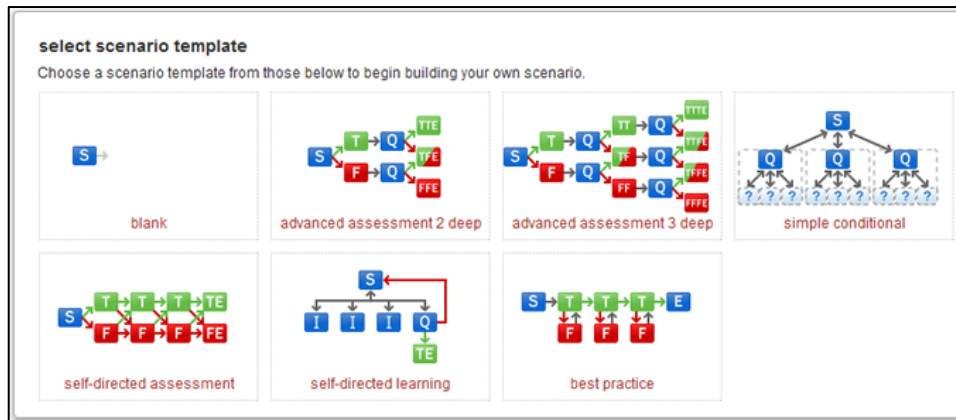 select scenario template
Choose a scenario template from those below to begin building your own scenario.
S
blank
S T Q TTE
TFE
F Q FFE
advanced assessment 2 deep
S T Q TT Q TTTE
TTFE
TF Q
F Q TFFE
FF Q FFFE
advanced assessment 3 deep
S
Q Q Q
? ? ? ? ? ? ? ? ?
simple conditional
S T T T TE
F F F FE
self-directed assessment
S
I I I Q
TE
self-directed learning
S T T T E
F F F
best practice